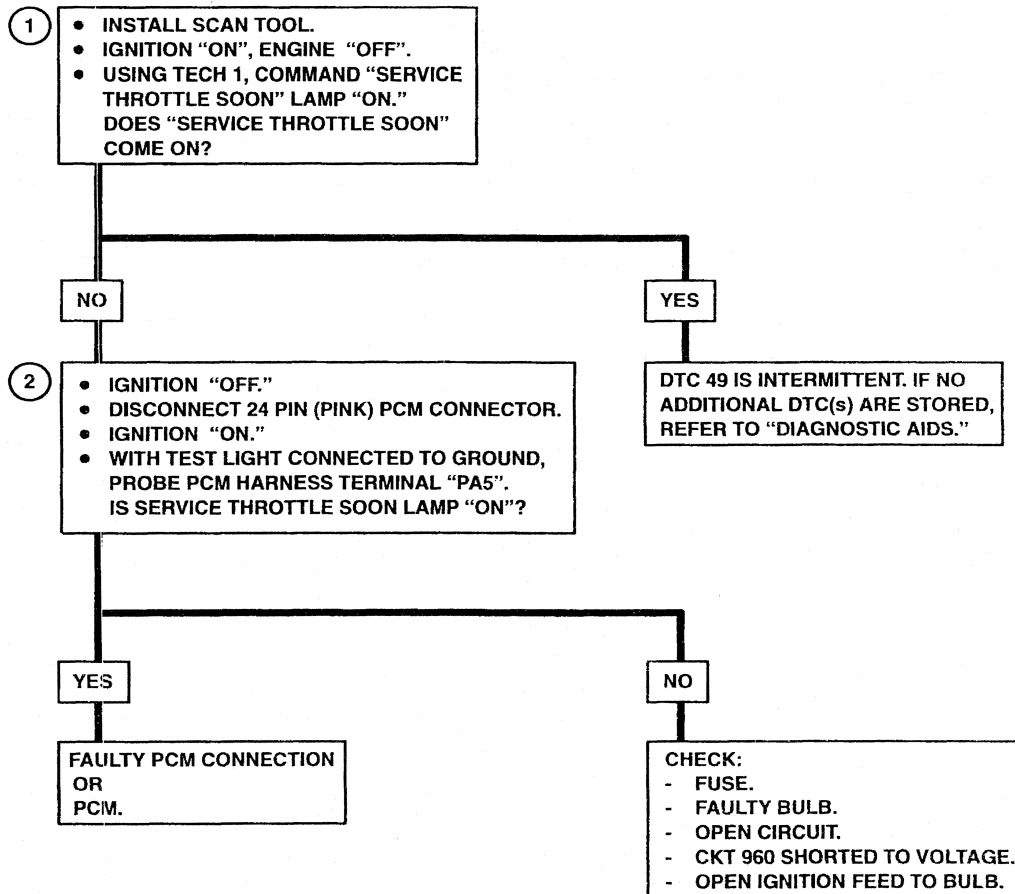 1
• INSTALL SCAN TOOL.
• IGNITION “ON”, ENGINE “OFF”.
• USING TECH 1, COMMAND “SERVICE
THROTTLE SOON” LAMP “ON.”
DOES “SERVICE THROTTLE SOON”
COME ON?
NO
YES
2
• IGNITION “OFF.”
• DISCONNECT 24 PIN (PINK) PCM CONNECTOR.
• IGNITION “ON.”
• WITH TEST LIGHT CONNECTED TO GROUND,
PROBE PCM HARNESS TERMINAL “PA5”.
IS SERVICE THROTTLE SOON LAMP “ON”?
DTC 49 IS INTERMITTENT. IF NO
ADDITIONAL DTC(s) ARE STORED,
REFER TO “DIAGNOSTIC AIDS.”
YES
NO
FAULTY PCM CONNECTION
OR
PCM.
CHECK:
- FUSE.
- FAULTY BULB.
- OPEN CIRCUIT.
- CKT 960 SHORTED TO VOLTAGE.
- OPEN IGNITION FEED TO BULB.